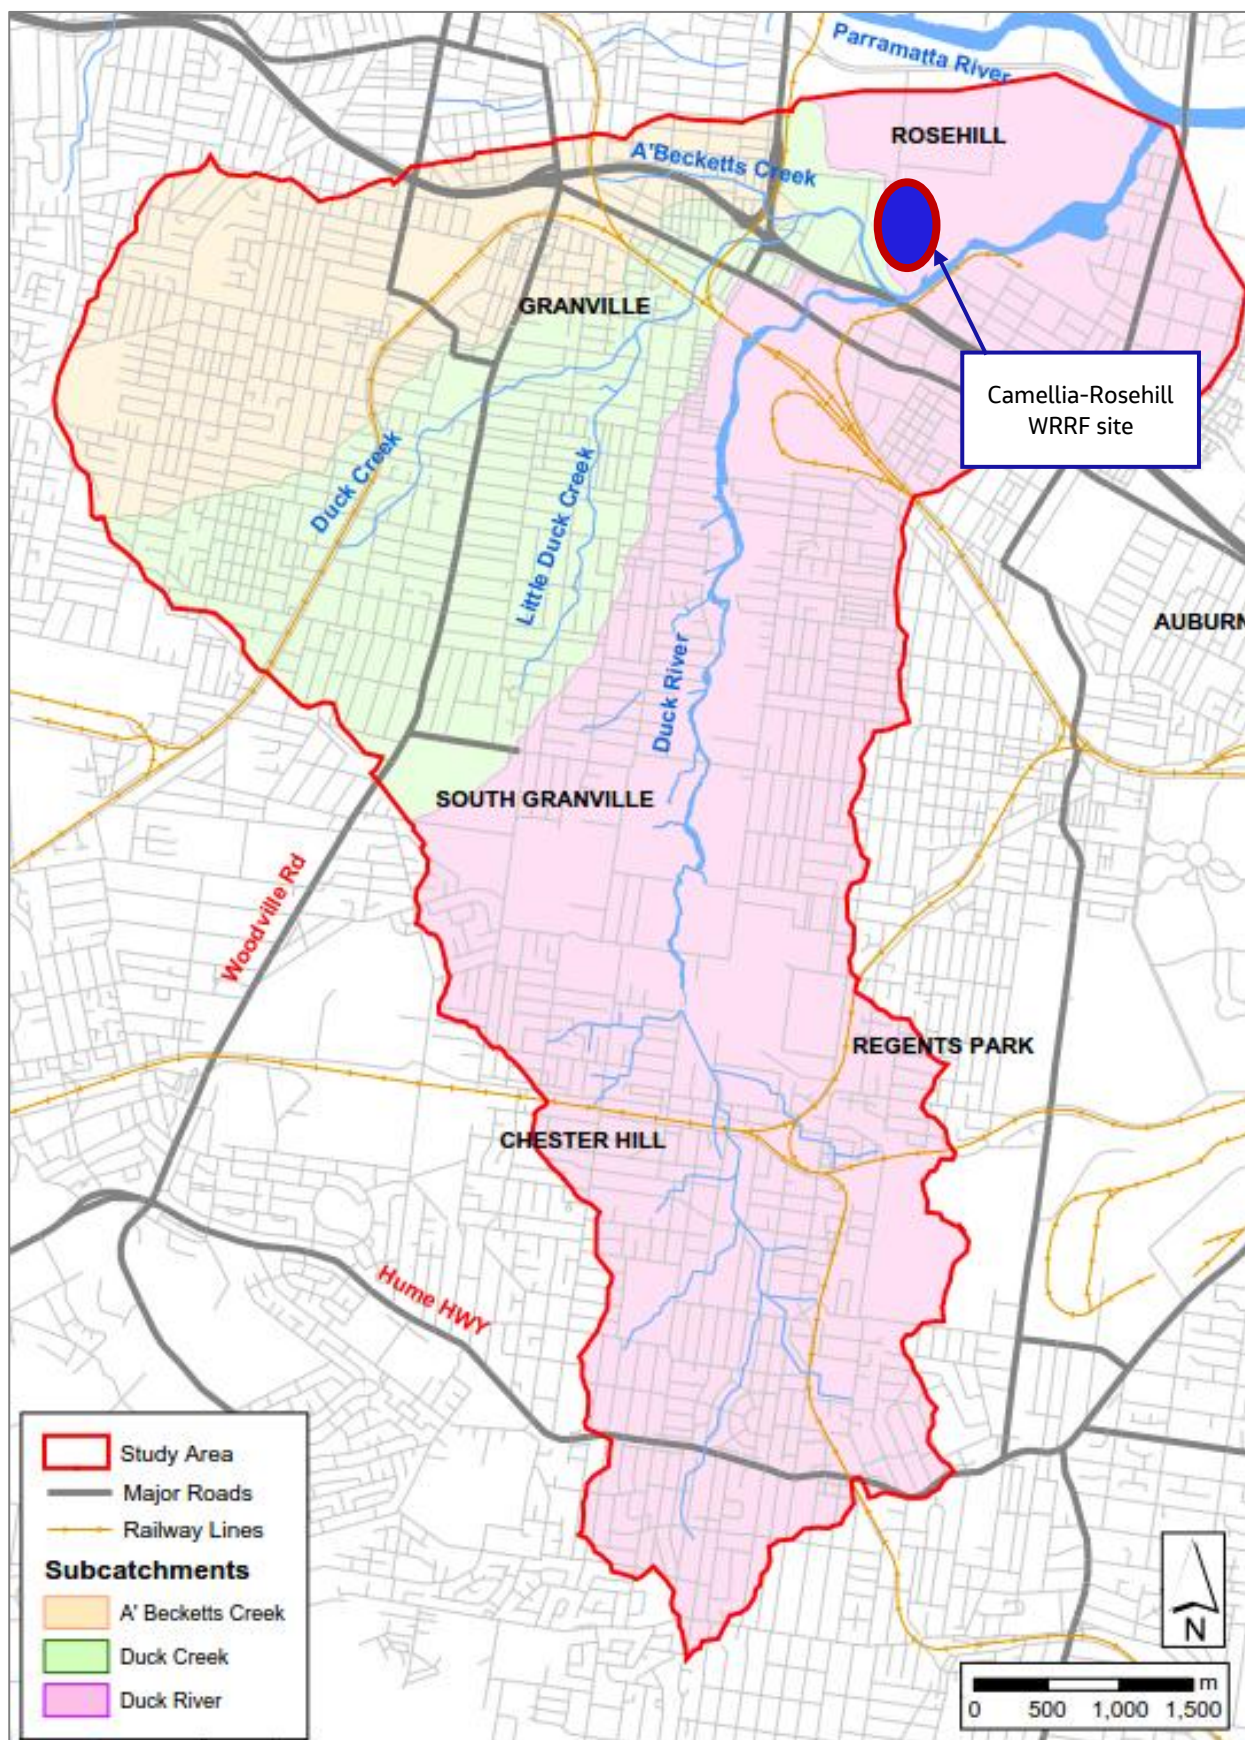 Parramatta River
ROSEHILL
A'Becketts Creek
GRANVILLE
Camellia-Rosehill
WRRF site
Duck Creek
Little Duck Creek
AUBURN
Duck River
SOUTH GRANVILLE
Woodville Rd
REGENTS PARK
CHESTER HILL
Hume HWY
Study Area
Major Roads
Railway Lines
Subcatchments
A' Becketts Creek
Duck Creek
Duck River
N
m
0 500 1,000 1,500